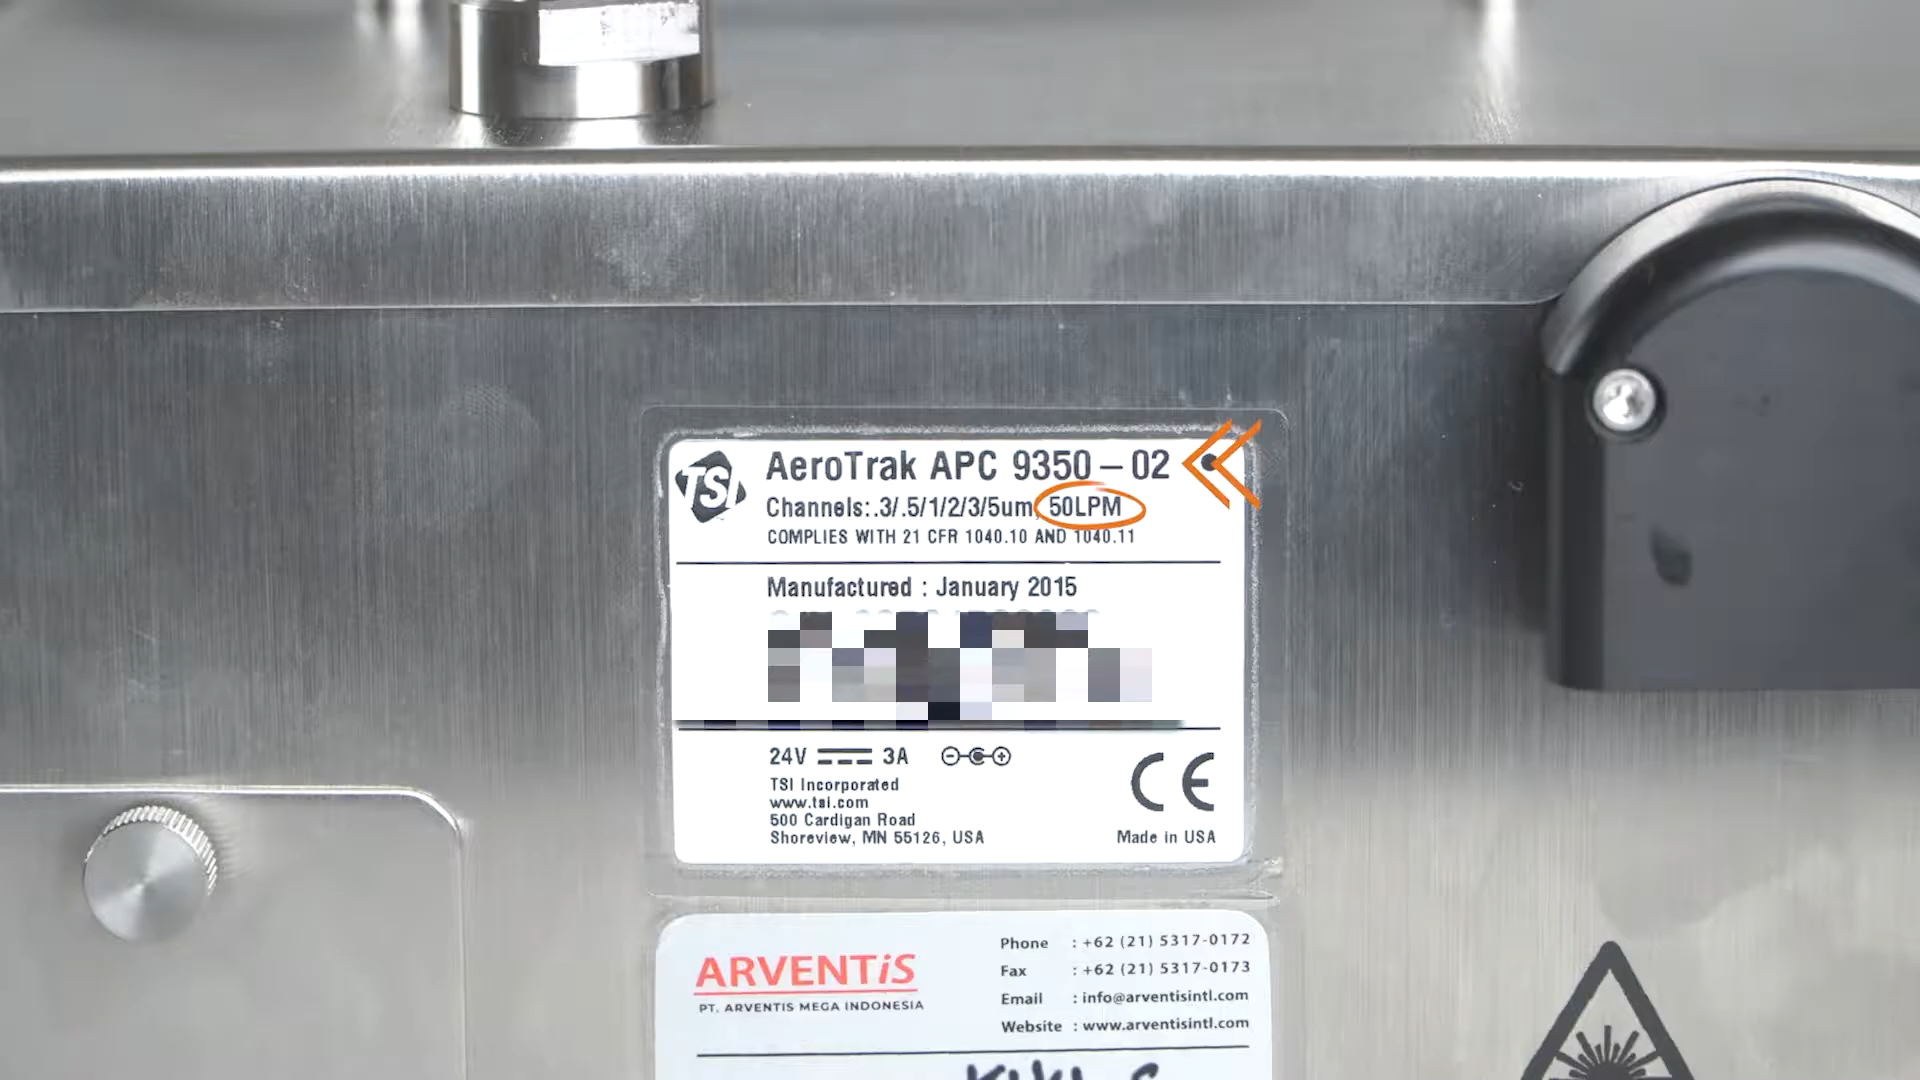 TSI
AeroTrak APC 9350 – 02
Channels: .3/.5/1/2/3/5um, 50LPM
COMPLIES WITH 21 CFR 1040.10 AND 1040.11
Manufactured : January 2015
24V 3A
TSI Incorporated
www.tsi.com
500 Cardigan Road
Shoreview, MN 55126, USA
CE
Made in USA
ARVENTiS
PT. ARVENTIS MEGA INDONESIA
Phone : +62 (21) 5317-0172
Fax : +62 (21) 5317-0173
Email : info@arventisintl.com
Website : www.arventisintl.com